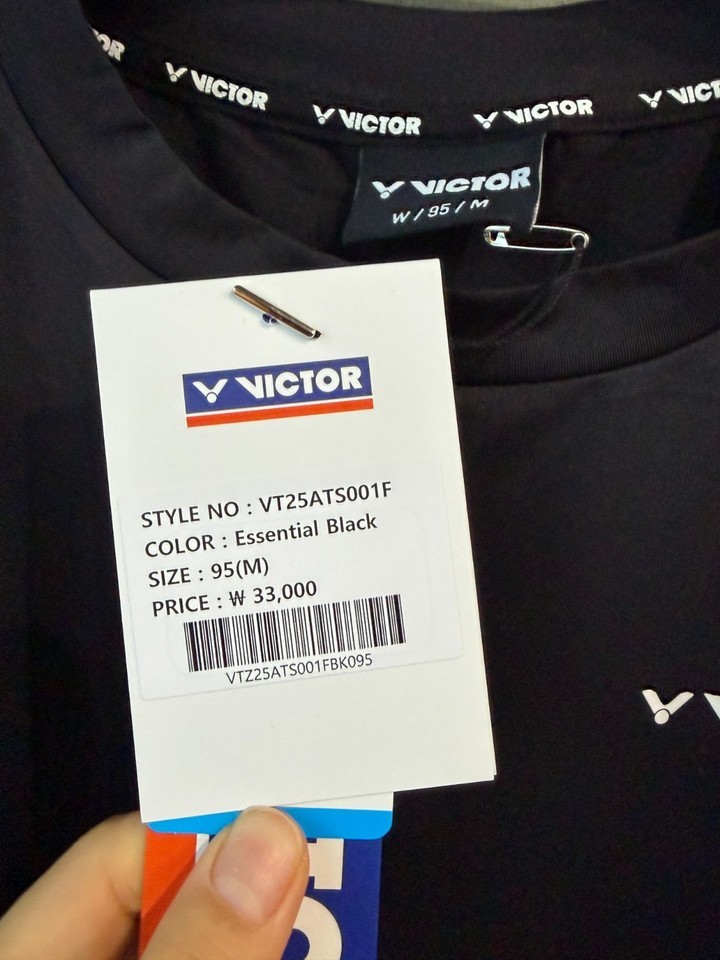 VICTOR
VICTOR
VICTOR
VICTOR
W / 95 / M
VICTOR
STYLE NO : VT25ATS001F
COLOR : Essential Black
SIZE : 95(M)
PRICE : ₩ 33,000
VTZ25ATS001FBK095